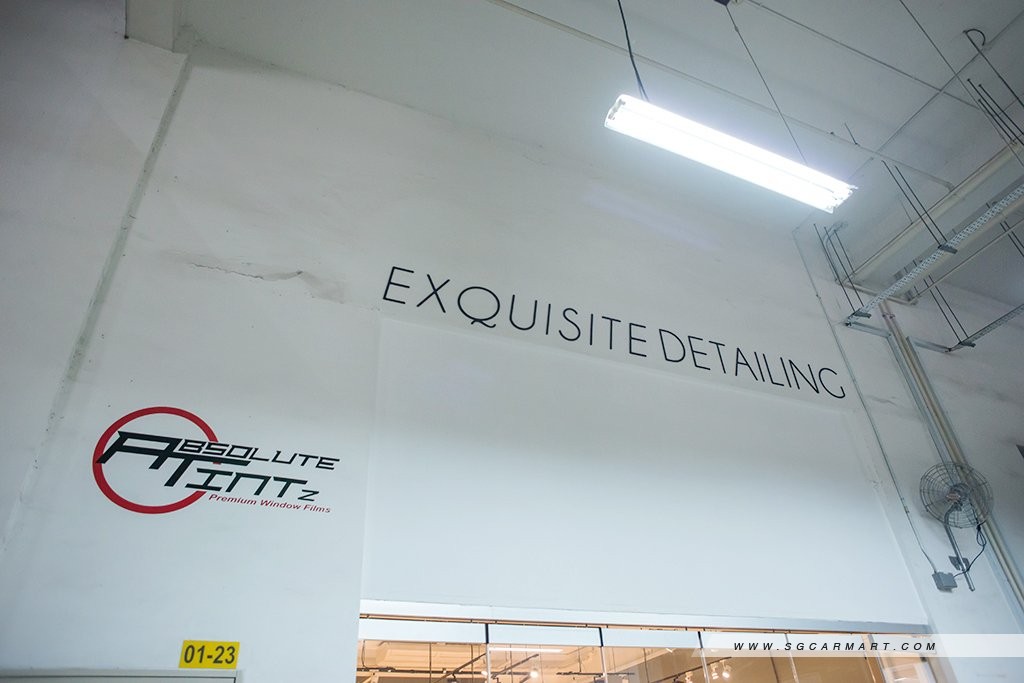 EXQUISITE DETAILING
ABSOLUTE
TINTZ
Premium Window Films
01-23
WWW.SGCARMART.COM